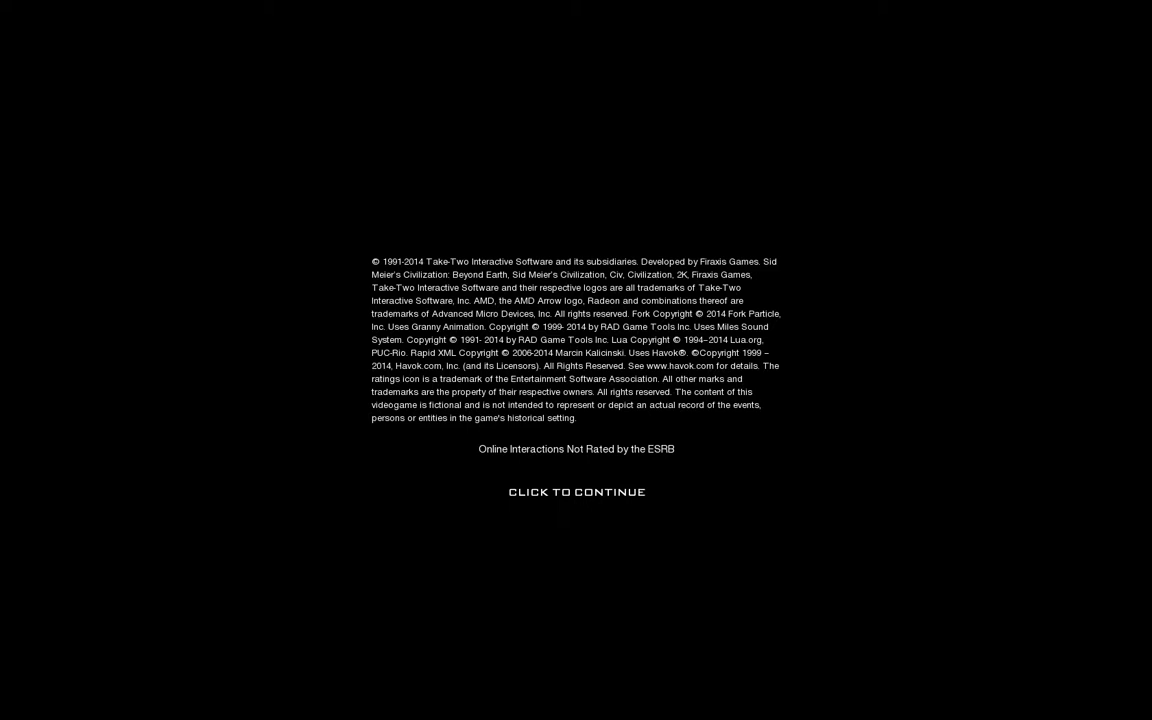 © 1991-2014 Take-Two Interactive Software and its subsidiaries. Developed by Firaxis Games. Sid
Meier's Civilization: Beyond Earth, Sid Meier's Civilization, Civ, Civilization, 2K, Firaxis Games,
Take-Two Interactive Software and their respective logos are all trademarks of Take-Two
Interactive Software, Inc. AMD, the AMD Arrow logo, Radeon and combinations thereof are
trademarks of Advanced Micro Devices, Inc. All rights reserved. Fork Copyright © 2014 Fork Particle,
Inc. Uses Granny Animation. Copyright © 1999- 2014 by RAD Game Tools Inc. Uses Miles Sound
System. Copyright © 1991- 2014 by RAD Game Tools Inc. Lua Copyright © 1994–2014 Lua.org,
PUC-Rio. Rapid XML Copyright © 2006-2014 Marcin Kalicinski. Uses Havok®. ©Copyright 1999 –
2014, Havok.com, Inc. (and its Licensors). All Rights Reserved. See www.havok.com for details. The
ratings icon is a trademark of the Entertainment Software Association. All other marks and
trademarks are the property of their respective owners. All rights reserved. The content of this
videogame is fictional and is not intended to represent or depict an actual record of the events,
persons or entities in the game's historical setting.
Online Interactions Not Rated by the ESRB
CLICK TO CONTINUE